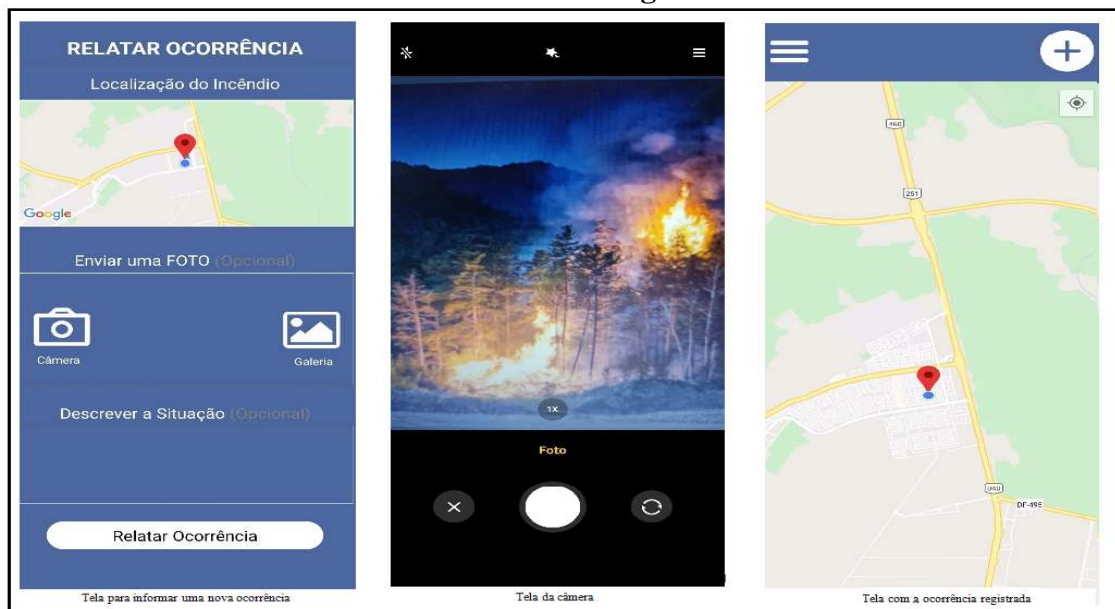 RELATAR OCORRÊNCIA
Localização do Incêndio
Google
Enviar uma FOTO (Opcional)
Câmera
Galeria
Descrever a Situação (Opcional)
Relatar Ocorrência
Tela para informar uma nova ocorrência
1X
Foto
Tela da câmera
460
251
040
DF-495
Tela com a ocorrência registrada